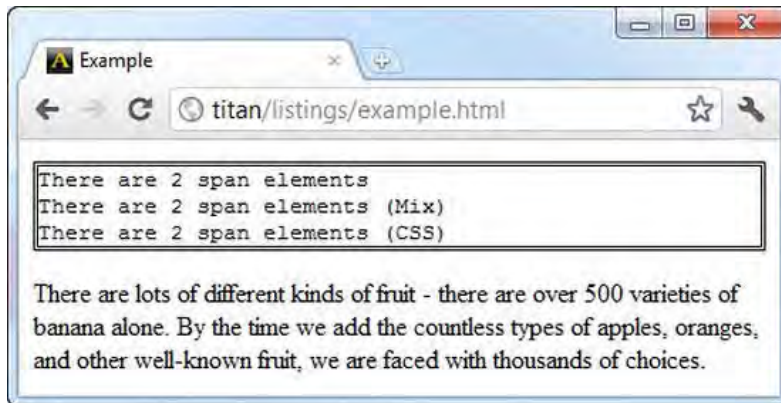 Example
titan/listings/example.html
There are 2 span elements
There are 2 span elements (Mix)
There are 2 span elements (CSS)
There are lots of different kinds of fruit - there are over 500 varieties of
banana alone. By the time we add the countless types of apples, oranges,
and other well-known fruit, we are faced with thousands of choices.